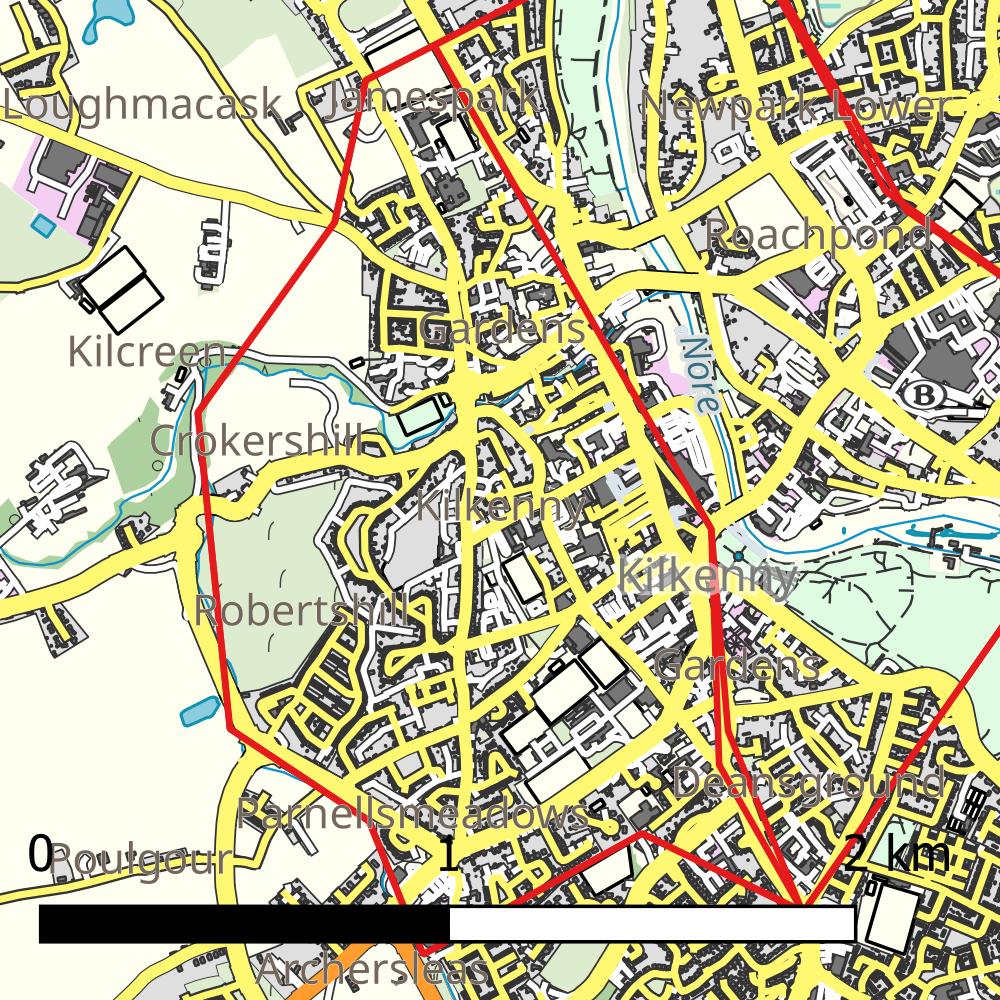 Loughmacask
Jamespark
Newpark Lower
Roachpond
Gardens
Kilcreen
Nore
B
Crokershill
Kilkenny
Kilkenny
Robertshill
Gardens
Deansground
Parnellsmeadows
Poulgour
0 1 2 km
Archersleas